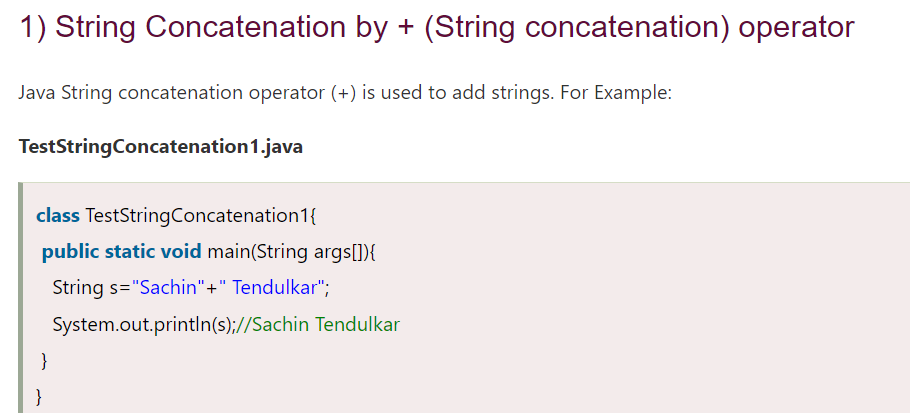 1) String Concatenation by + (String concatenation) operator
Java String concatenation operator (+) is used to add strings. For Example:
TestStringConcatenation1.java
class TestStringConcatenation1{
public static void main(String args[]){
String s="Sachin"+" Tendulkar";
System.out.println(s);//Sachin Tendulkar
}
}